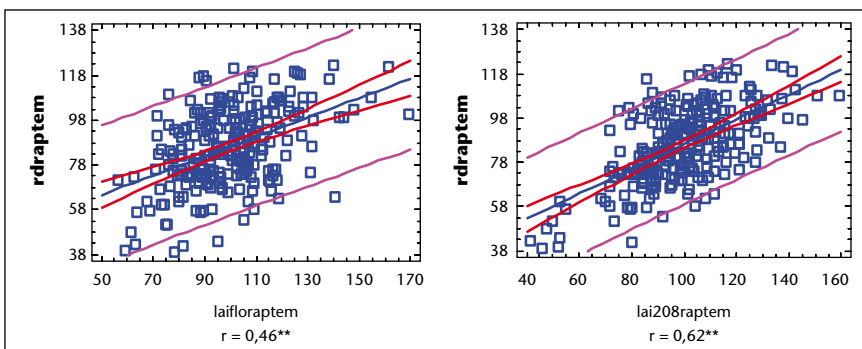 rdraptem
138
118
98
78
58
38
50 70 90 110 130 150 170
laifloraptem
r = 0,46**
rdraptem
138
118
98
78
58
38
40 60 80 100 120 140 160
lai208raptem
r = 0,62**